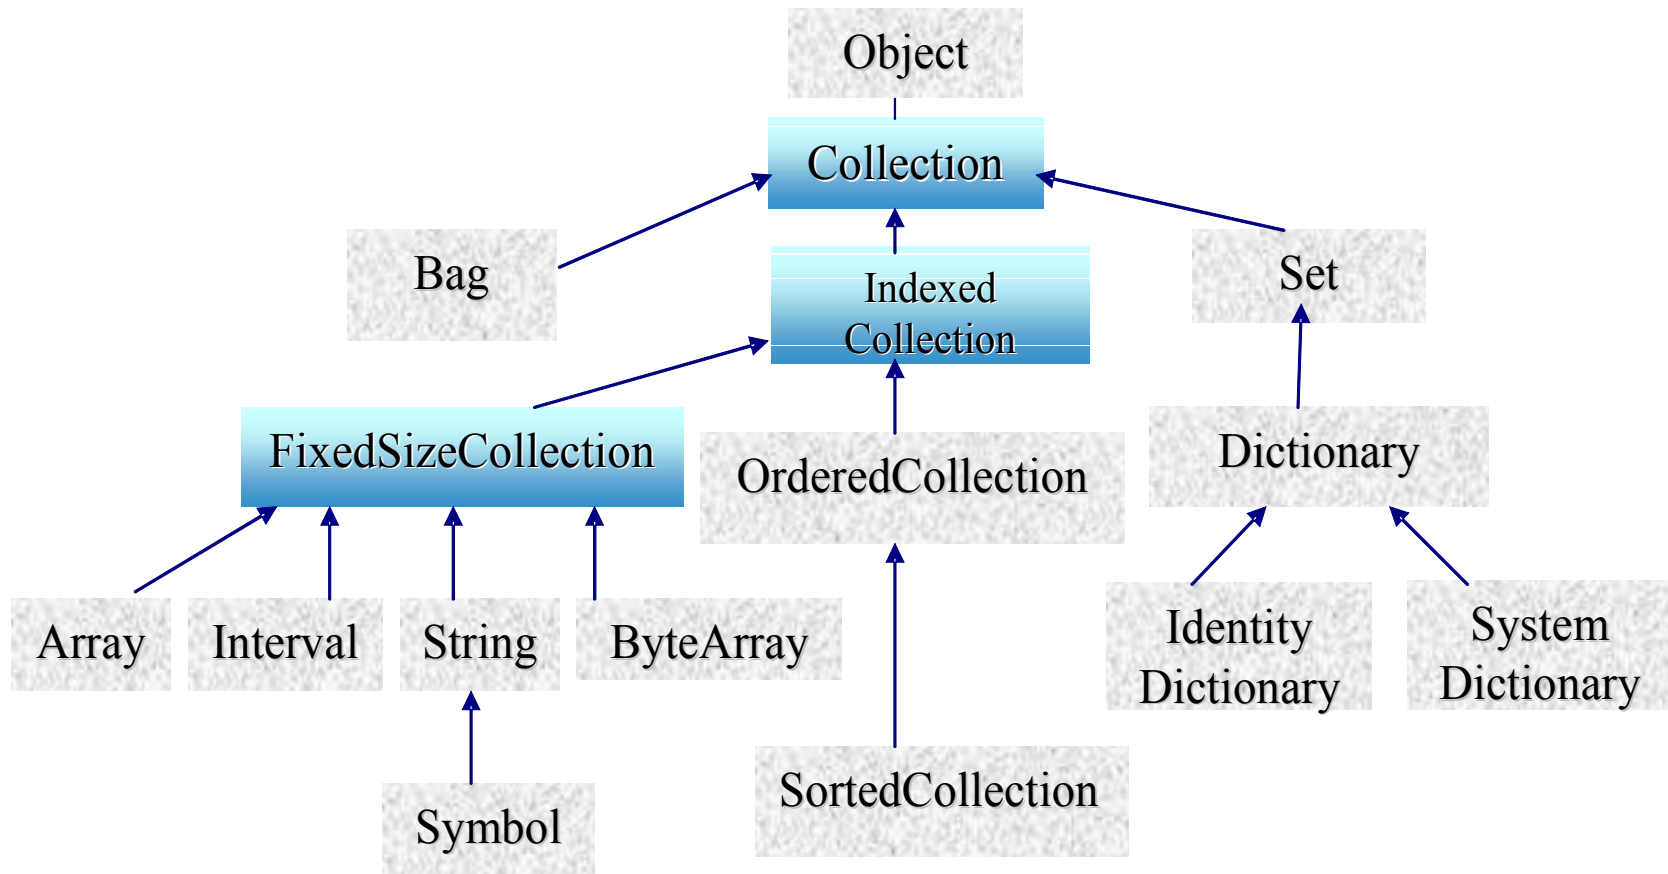 Object
Collection
Bag
Indexed
Collection
Set
FixedSizeCollection
OrderedCollection
Dictionary
Array
Interval
String
ByteArray
Identity
Dictionary
System
Dictionary
Symbol
SortedCollection